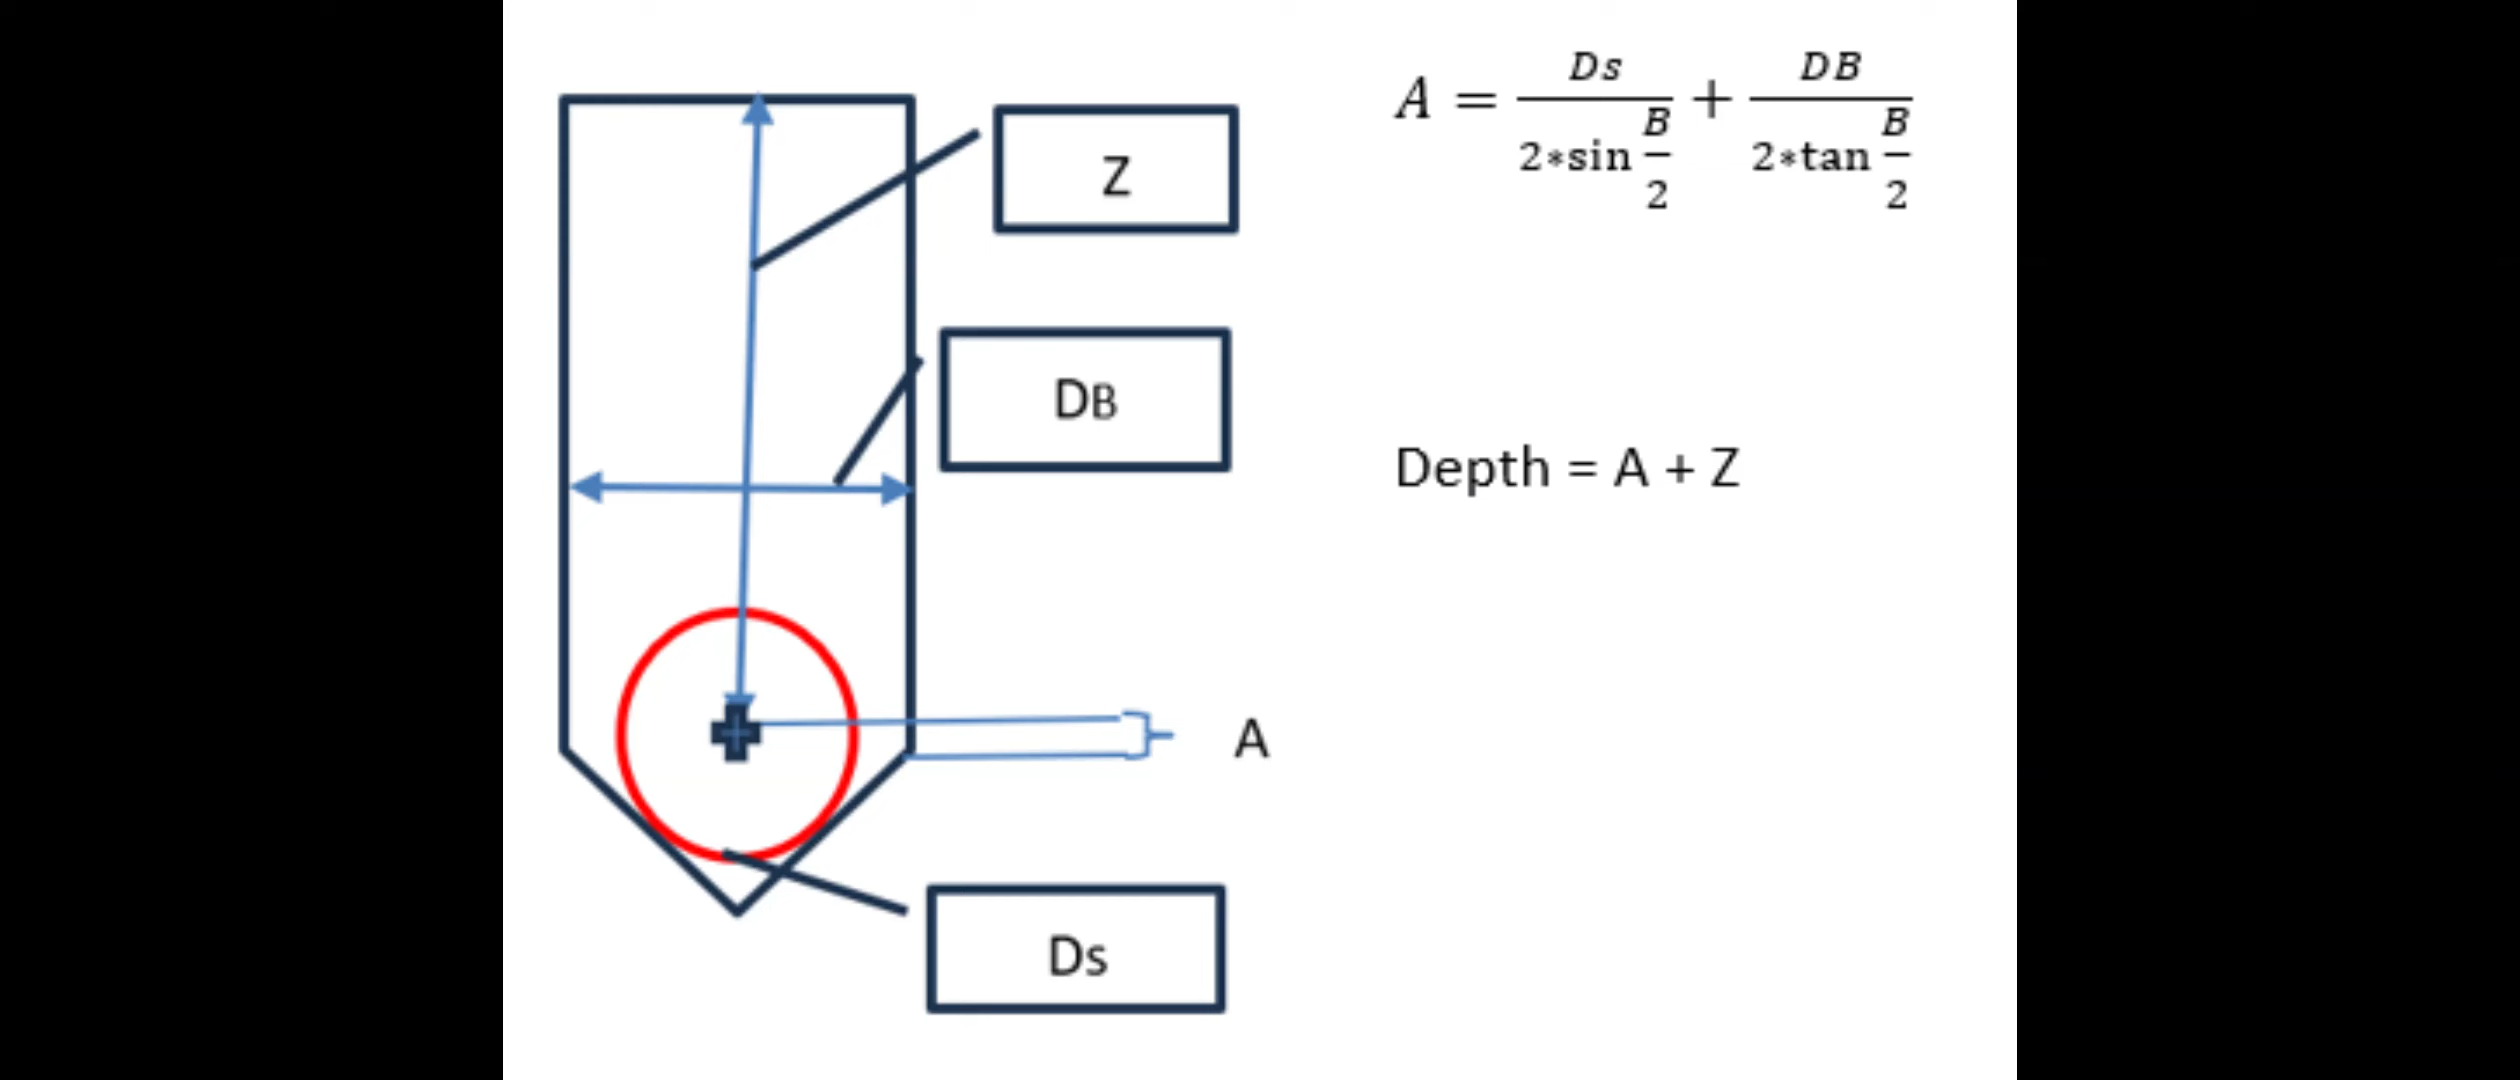 A = Ds / 2*sin B/2 + DB / 2*tan B/2
Z
DB
Depth = A + Z
A
Ds